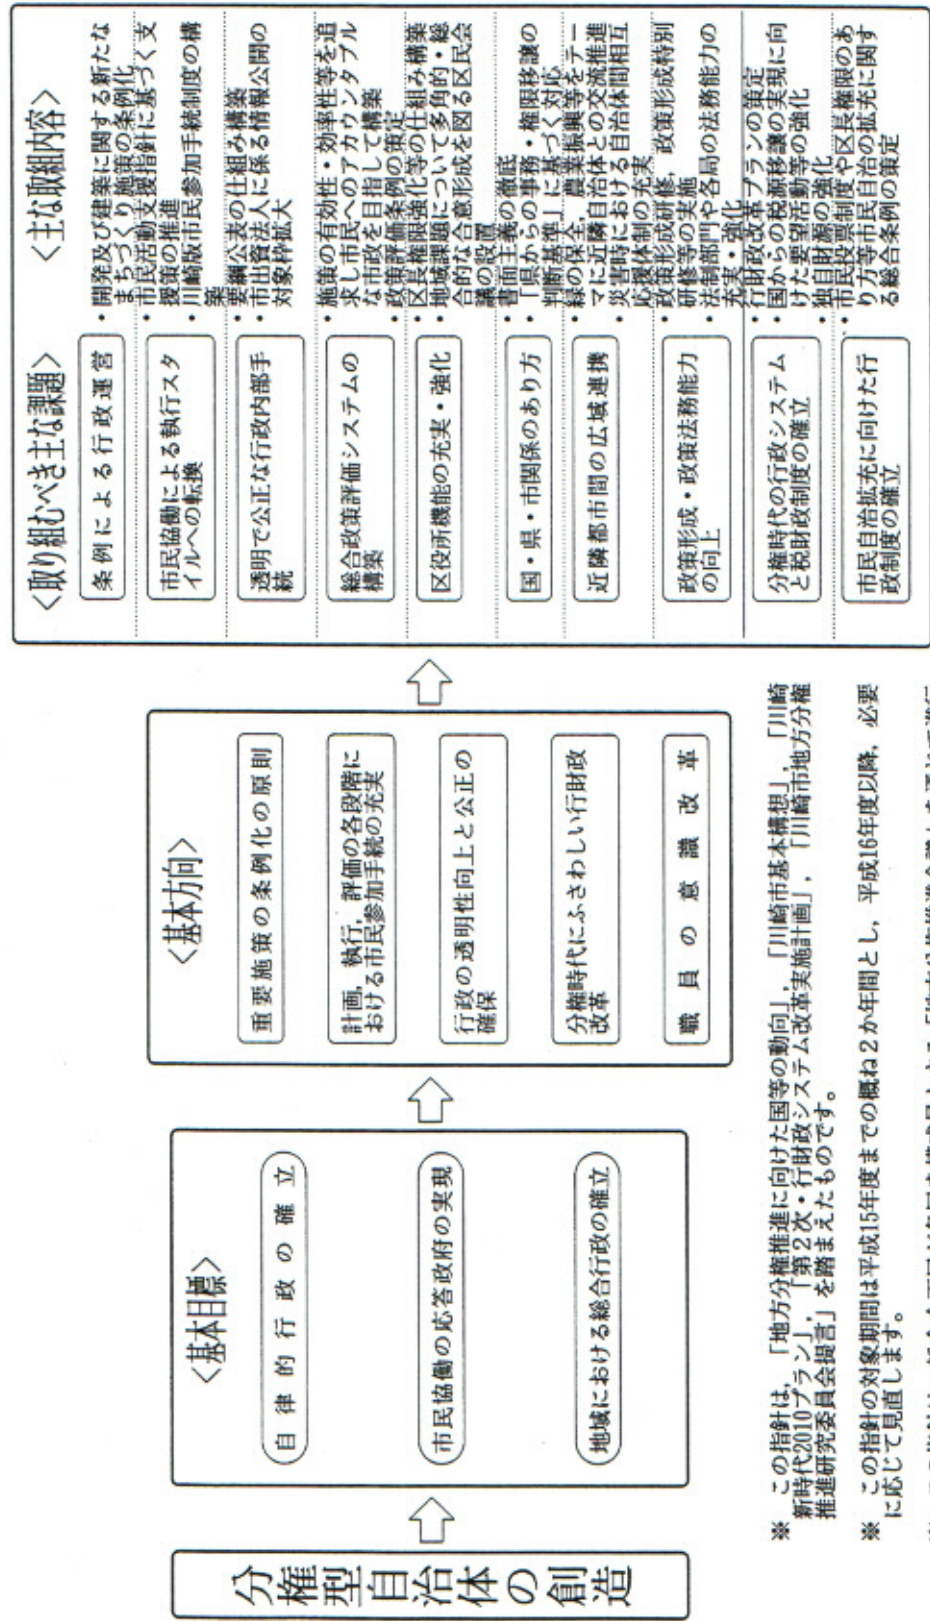 分権型自治体の創造
＜基本目標＞
自律的行政の確立
市民協働の応答政府の実現
地域における総合行政の確立
＜基本方向＞
重要施策の条例化の原則
計画，執行，評価の各段階に
おける市民参加手続の充実
行政の透明性向上と公正の
確保
分権時代にふさわしい行財政
改革
職員の意識改革
＜取り組むべき主な課題＞
＜主な取組内容＞
条例による行政運営
・開発及び建築に関する新たな
まちづくり施策の条例化
市民協働による執行スタ
イルへの転換
・市民活動支援指針に基づく支
援策の推進
・川崎版市民参加手続制度の構
築
透明で公正な行政内部手
続
・要綱公表の仕組み構築
・市出資法人に係る情報公開の
対象枠拡大
総合政策評価システムの
構築
・施策の有効性・効率性等を追
求し市民へのアカウンタブル
な市政を目指して構築
・政策評価条例の策定
区役所機能の充実・強化
・区長権限強化等の仕組み構築
・地域課題について多角的・総
合的な合意形成を図る区民会
議の設置
国・県・市関係のあり方
・書面主義の徹底
・「県からの事務・権限移譲の
判断基準」に基づく対応
近隣都市間の広域連携
・緑の保全，農業振興等をテー
マに近隣自治体との交流推進
・災害時における自治体間相互
応援体制の充実
政策形成・政策法務能力
の向上
・政策形成研修，政策形成特別
研修等の実施
・法制部門や各局の法務能力の
充実・強化
分権時代の行政システム
と税財政制度の確立
・行財政改革プランの策定
・国からの税源移譲の実現に向
けた要望活動等の強化
・独自財源の強化
市民自治拡充に向けた行
政制度の確立
・市民投票制度や区長権限のあ
り方等市民自治の拡充に関す
る総合条例の策定
※　この指針は，「地方分権推進に向けた国等の動向」，「川崎市基本構想」，「川崎
新時代2010プラン」，「第２次・行財政システム改革実施計画」，「川崎市地方分権
推進研究委員会提言」を踏まえたものです。
※　この指針の対象期間は平成15年度までの概ね２か年間とし，平成16年度以降，必要
に応じて見直します。